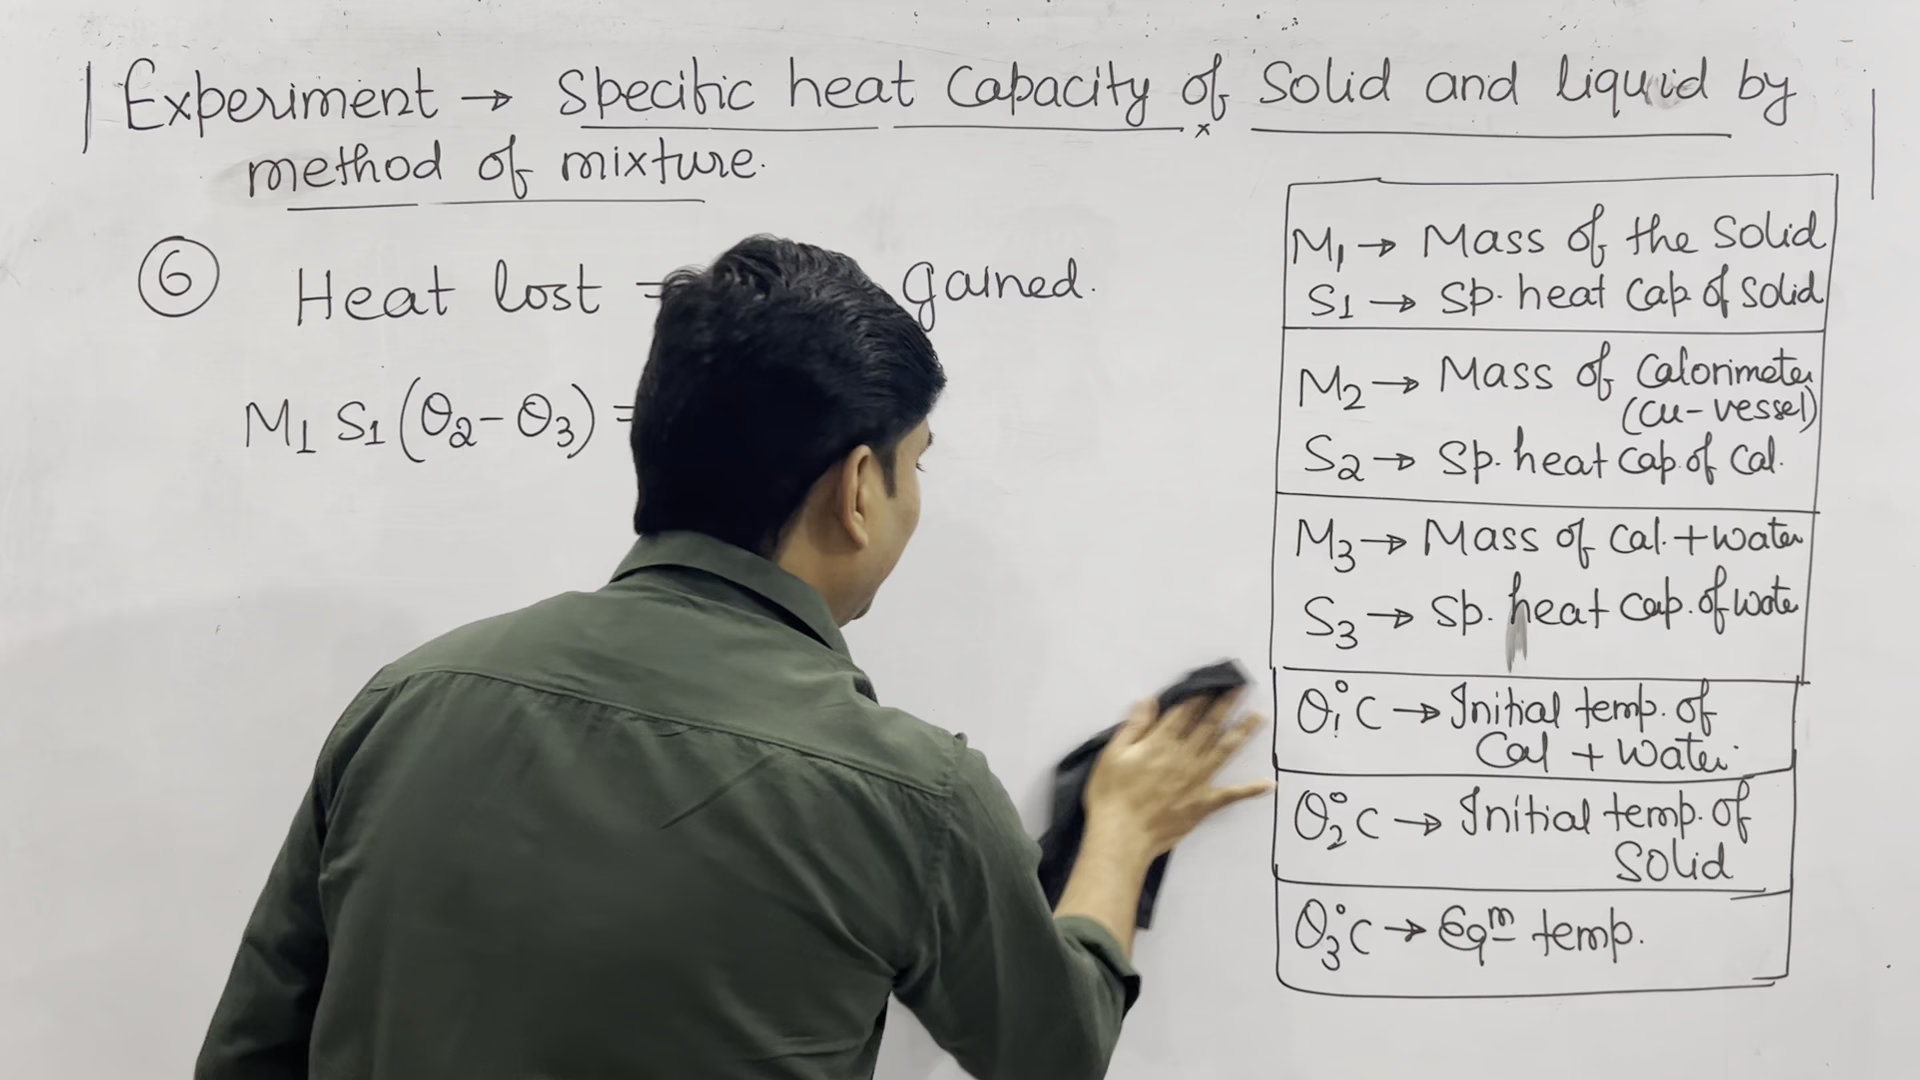 Experiment → Specific heat capacity of Solid and liquid by
method of mixture.
6 Heat lost = gained.
M1 S1 (θ2 - θ3) =
M1 → Mass of the Solid
S1 → Sp. heat Cap. of Solid
M2 → Mass of Calorimeter
(Cu-vessel)
S2 → Sp. heat cap. of Cal.
M3 → Mass of Cal. + water
S3 → Sp. heat cap. of water
θ1°C → Initial temp. of
Cal + Water.
θ2°C → Initial temp. of
Solid
θ3°C → Eqm temp.